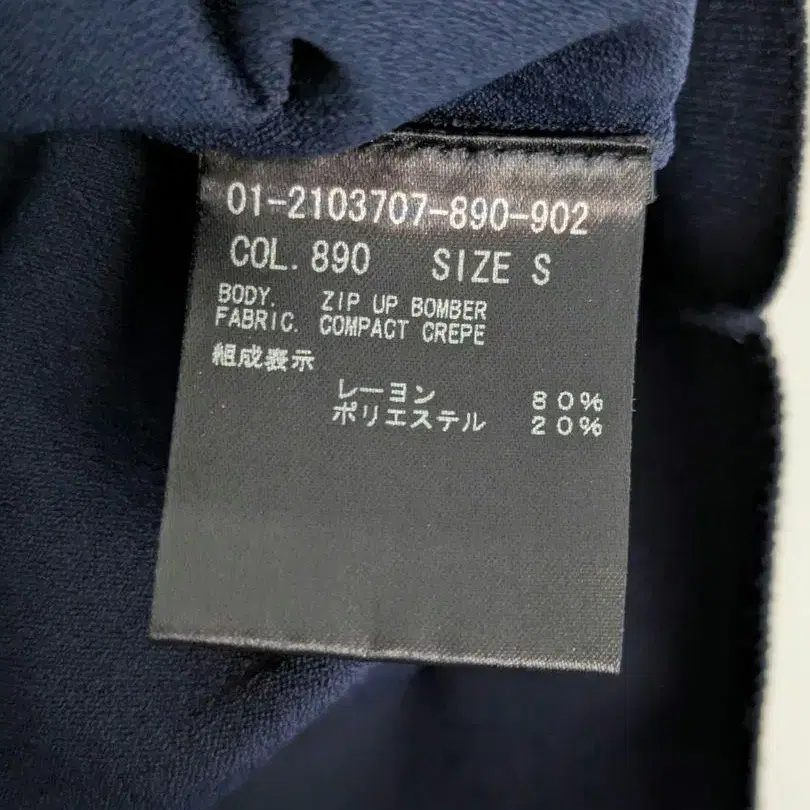 01-2103707-890-902
COL. 890 SIZE S
BODY. ZIP UP BOMBER
FABRIC. COMPACT CREPE
組成表示
レーヨン 80%
ポリエステル 20%